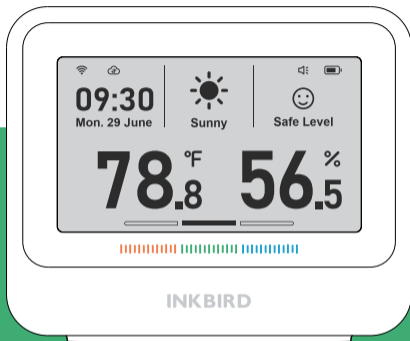 09:30
Mon. 29 June
Sunny
Safe Level
78.8 °F
56.5 %
INKBIRD